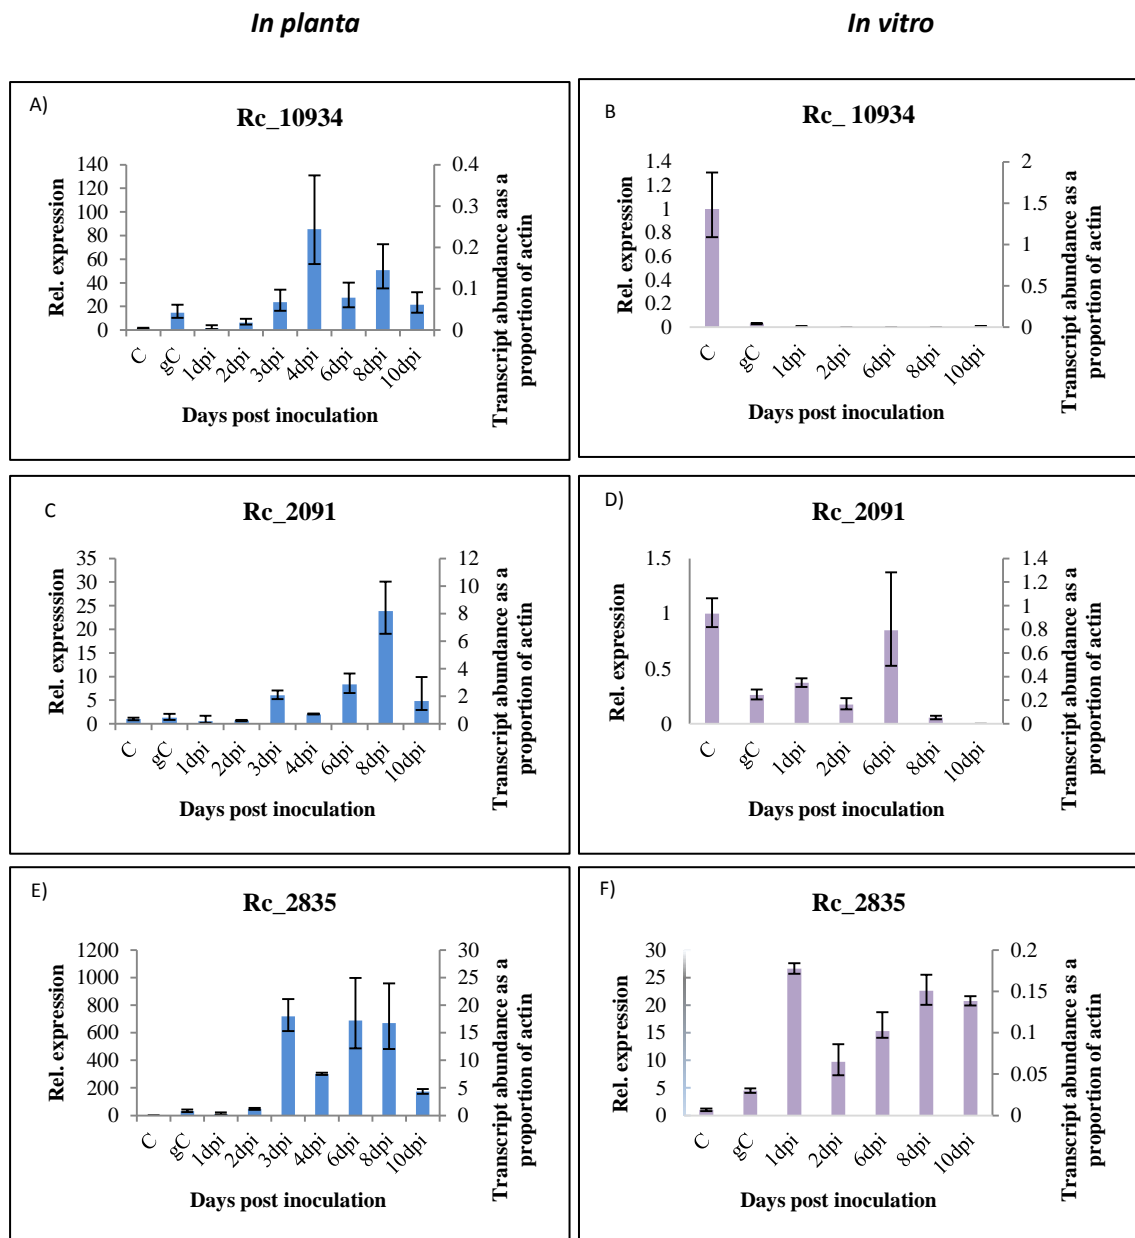 In planta
In vitro
A)
Rc_10934
Rel. expression
140
120
100
80
60
40
20
0
0.4
0.3
0.2
0.1
0
Transcript abundance aas a
proportion of actin
C gC 1dpi 2dpi 3dpi 4dpi 6dpi 8dpi 10dpi
Days post inoculation
B
Rc_ 10934
Rel. expression
1.4
1.2
1
0.8
0.6
0.4
0.2
0
2
1.5
1
0.5
0
Transcript abundance as a
proportion of actin
C gC 1dpi 2dpi 6dpi 8dpi 10dpi
Days post inoculation
C
Rc_2091
Rel. expresssion
35
30
25
20
15
10
5
0
12
10
8
6
4
2
0
Transcript abundance as a
proportion of actin
C gC 1dpi 2dpi 3dpi 4dpi 6dpi 8dpi 10dpi
Days post inoculation
D)
Rc_2091
Rel. expression
1.5
1
0.5
0
1.4
1.2
1
0.8
0.6
0.4
0.2
0
Transcript abundance as a
proportion of actin
C gC 1dpi 2dpi 6dpi 8dpi 10dpi
Days post inoculation
E)
Rc_2835
Rel. expression
1200
1000
800
600
400
200
0
30
25
20
15
10
5
0
Transcript abundance as a
proportion of actin
C gC 1dpi 2dpi 3dpi 4dpi 6dpi 8dpi 10dpi
Days post inoculation
F)
Rc_2835
Rel. expression
30
25
20
15
10
5
0
0.2
0.15
0.1
0.05
0
Transcript abundance as a
proportion of actin
C gC 1dpi 2dpi 6dpi 8dpi 10dpi
Days post inoculation